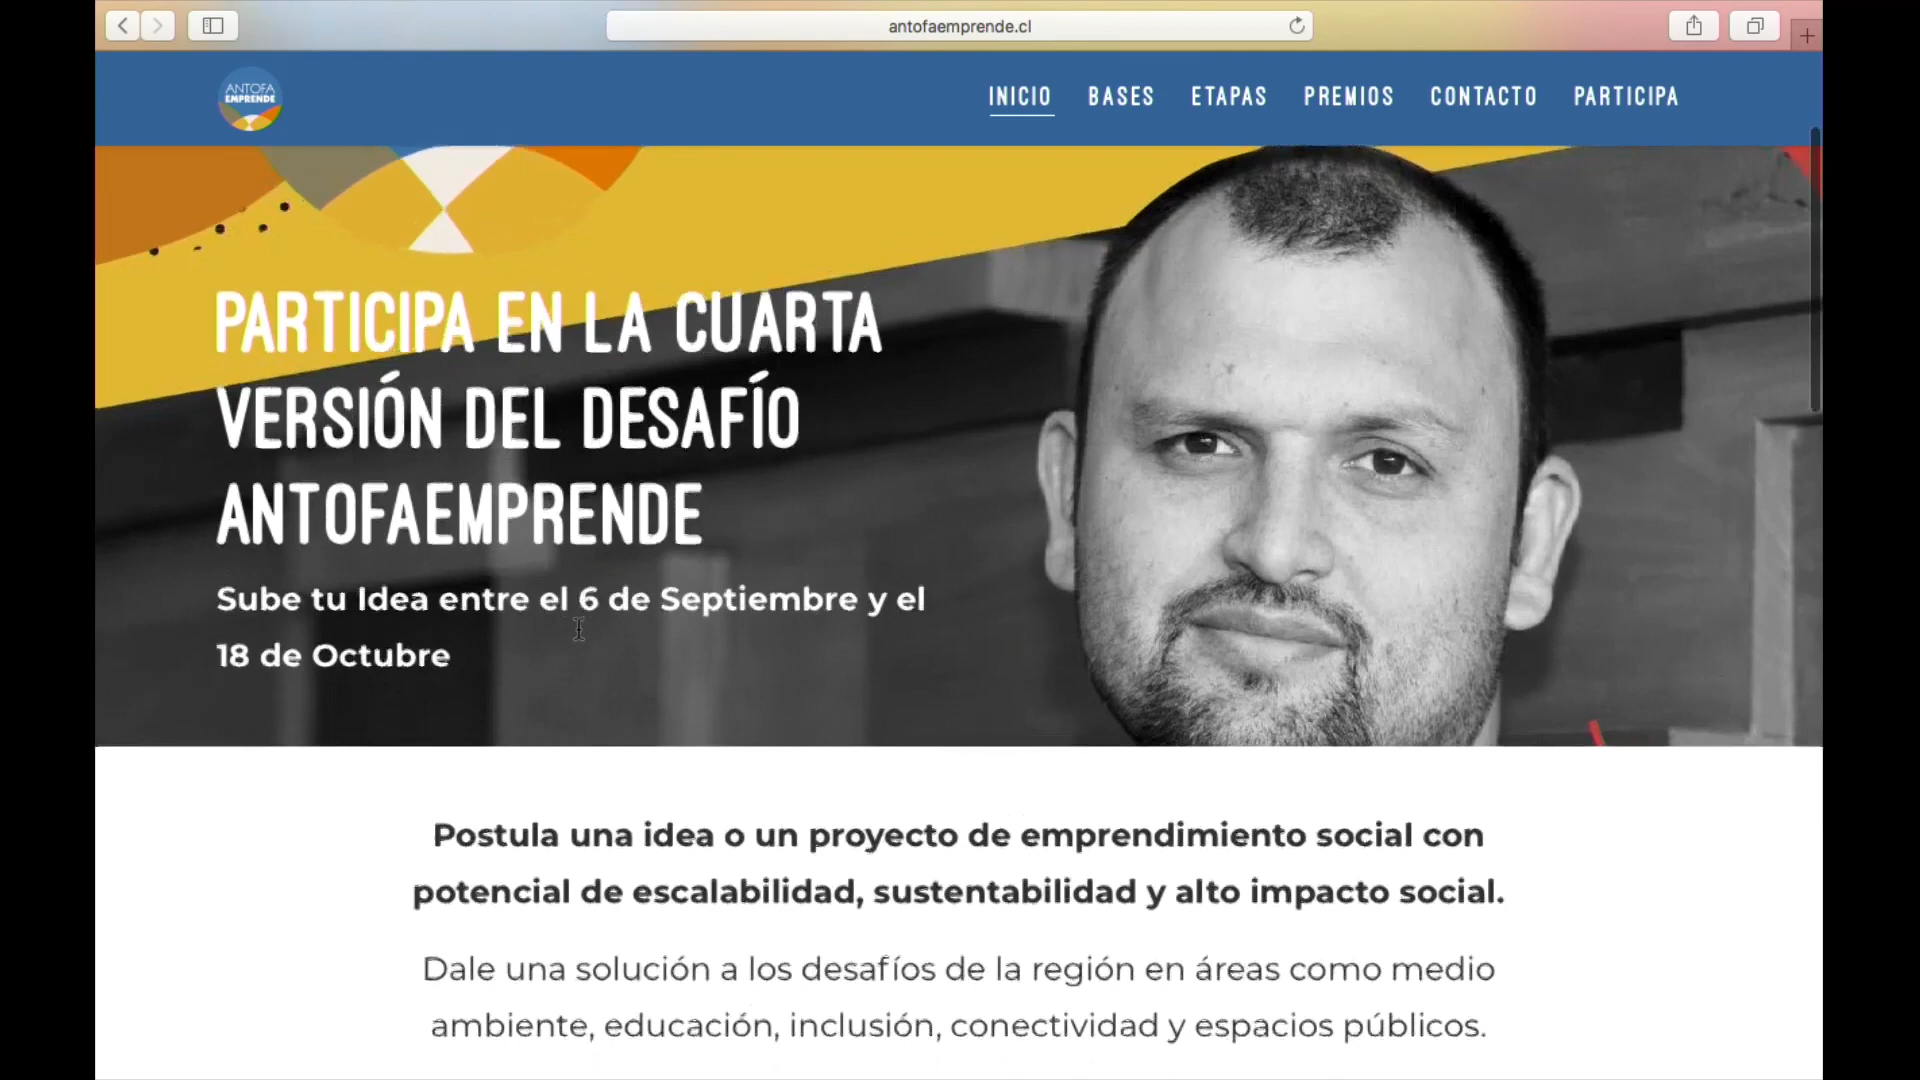 antofaemprende.cl
ANTOFA
EMPRENDE
INICIO BASES ETAPAS PREMIOS CONTACTO PARTICIPA
PARTICIPA EN LA CUARTA
VERSIÓN DEL DESAFÍO
ANTOFAEMPRENDE
Sube tu Idea entre el 6 de Septiembre y el
18 de Octubre
Postula una idea o un proyecto de emprendimiento social con
potencial de escalabilidad, sustentabilidad y alto impacto social.
Dale una solución a los desafíos de la región en áreas como medio
ambiente, educación, inclusión, conectividad y espacios públicos.